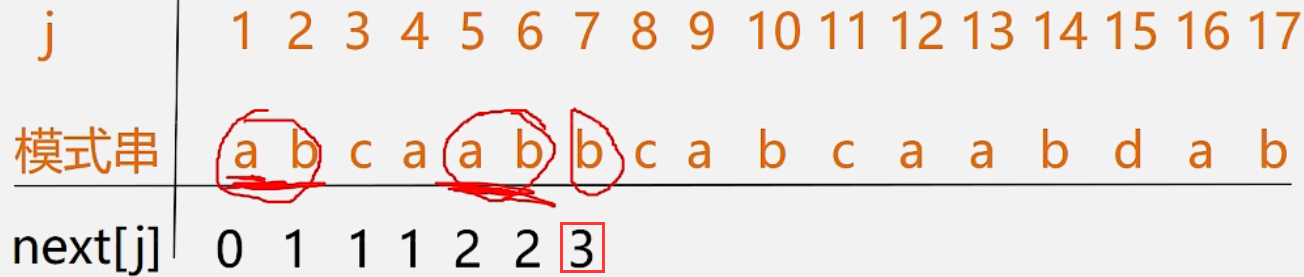 j 1 2 3 4 5 6 7 8 9 10 11 12 13 14 15 16 17
模式串 a b c a a b b c a b c a a b d a b
next[j] 0 1 1 1 2 2 3